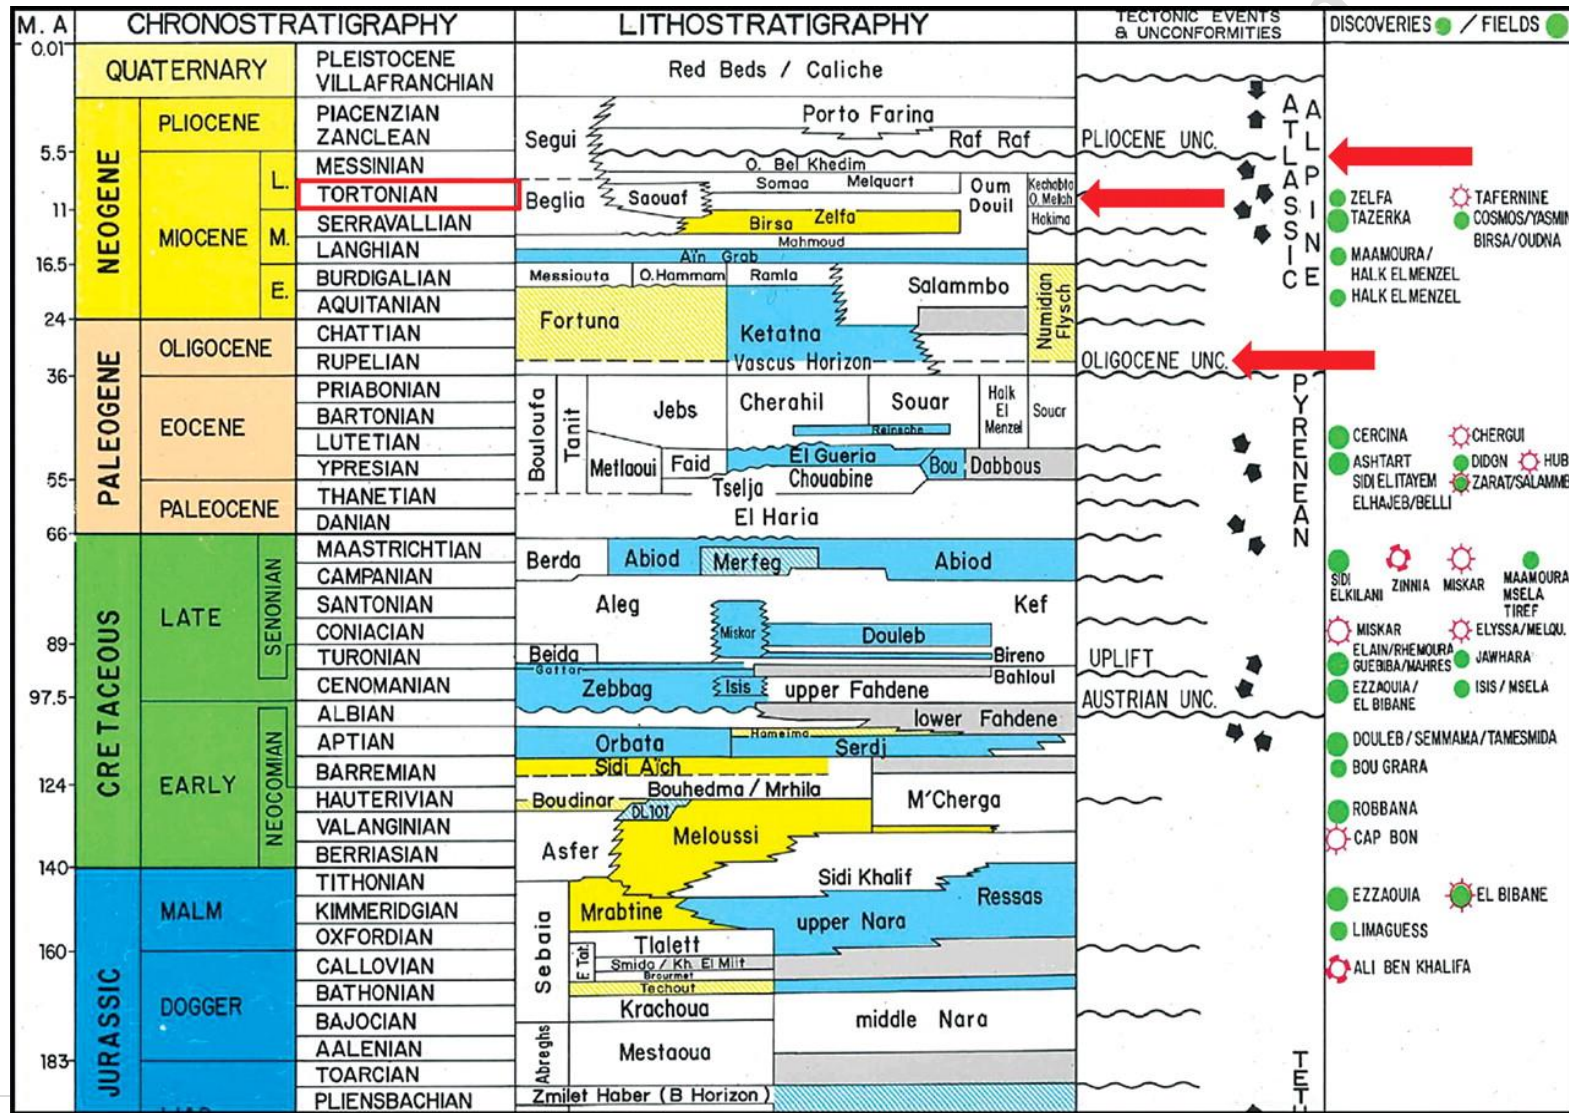 M. A CHRONOSTRATIGRAPHY LITHOSTRATIGRAPHY TECTONIC EVENTS & UNCONFORMITIES DISCOVERIES / FIELDS
0.01
QUATERNARY
PLEISTOCENE
VILLAFRANCHIAN
Red Beds / Caliche
NEOGENE
PLIOCENE
PIACENZIAN
ZANCLEAN
Segui
Porto Farina
Raf Raf
PLIOCENE UNC.
5.5
MIOCENE
L.
MESSINIAN
TORTONIAN
O. Bel Khedim
Beglia
Saouaf
Somaa Melquart
Oum
Douil
Kechabta
O. Melah
11
M.
SERRAVALLIAN
LANGHIAN
Birsa Zelfa
Hakima
Mahmoud
Aïn Grab
16.5
E.
BURDIGALIAN
AQUITANIAN
Messiouta
O. Hammam
Ramla
Salammbo
Fortuna
Ketatna
Numidian
Flysch
ATLASSIC
ALPINE
ZELFA
TAFERNINE
TAZERKA
COSMOS/YASMIN
BIRSA/OUDNA
MAAMOURA/
HALK EL MENZEL
HALK EL MENZEL
24
PALEOGENE
OLIGOCENE
CHATTIAN
RUPELIAN
Vascus Horizon
OLIGOCENE UNC.
36
EOCENE
PRIABONIAN
BARTONIAN
LUTETIAN
YPRESIAN
Bouloufa
Tanit
Jebs
Cherahil
Souar
Halk
El
Menzel
Souar
Reineche
Metlaoui
Faid
El Gueria
Chouabine
Bou Dabbous
Tselja
55
PALEOCENE
THANETIAN
DANIAN
El Haria
PYRENEAN
CERCINA
CHERGUI
ASHTART
DIDON
HUB
SIDI EL ITAYEM
ZARAT/SALAMMB
EL HAJEB/BELLI
66
CRETACEOUS
LATE
SENONIAN
MAASTRICHTIAN
CAMPANIAN
SANTONIAN
CONIACIAN
TURONIAN
CENOMANIAN
Berda
Abiod
Merfeg
Abiod
Aleg
Kef
Miskar
Douleb
Beida
Bireno
Gattar
Bahloul
Zebbag
Isis
upper Fahdene
UPLIFT
AUSTRIAN UNC.
SIDI
ELKILANI
ZINNIA
MISKAR
MAAMOURA
MSELA
TIREF
MISKAR
ELYSSA/MELQU.
ELAIN/RHEMOURA
GUEBIBA/MAHRES
JAWHARA
EZZAOUIA/
EL BIBANE
ISIS / MSELA
89
97.5
EARLY
NEOCOMIAN
ALBIAN
APTIAN
BARREMIAN
HAUTERIVIAN
VALANGINIAN
BERRIASIAN
lower Fahdene
Hameima
Orbata
Serdj
Sidi Aïch
Bouhedma / Mrhila
Boudinar
DL 101
M'Cherga
Meloussi
Asfer
DOULEB / SEMMAMA / TAMESMIDA
BOU GRARA
ROBBANA
CAP BON
124
140
JURASSIC
MALM
TITHONIAN
KIMMERIDGIAN
OXFORDIAN
Sidi Khalif
Ressas
Mrabtine
upper Nara
Sebaia
Tlalett
EZZAOUIA
EL BIBANE
LIMAGUESS
160
DOGGER
CALLOVIAN
BATHONIAN
BAJOCIAN
AALENIAN
F. Tat.
Smida / Kh. El Mlit
Brourmet
Techout
Krachoua
middle Nara
ALI BEN KHALIFA
183
TOARCIAN
PLIENSBACHIAN
Abreghs
Mestaoua
Zmilet Haber (B Horizon)